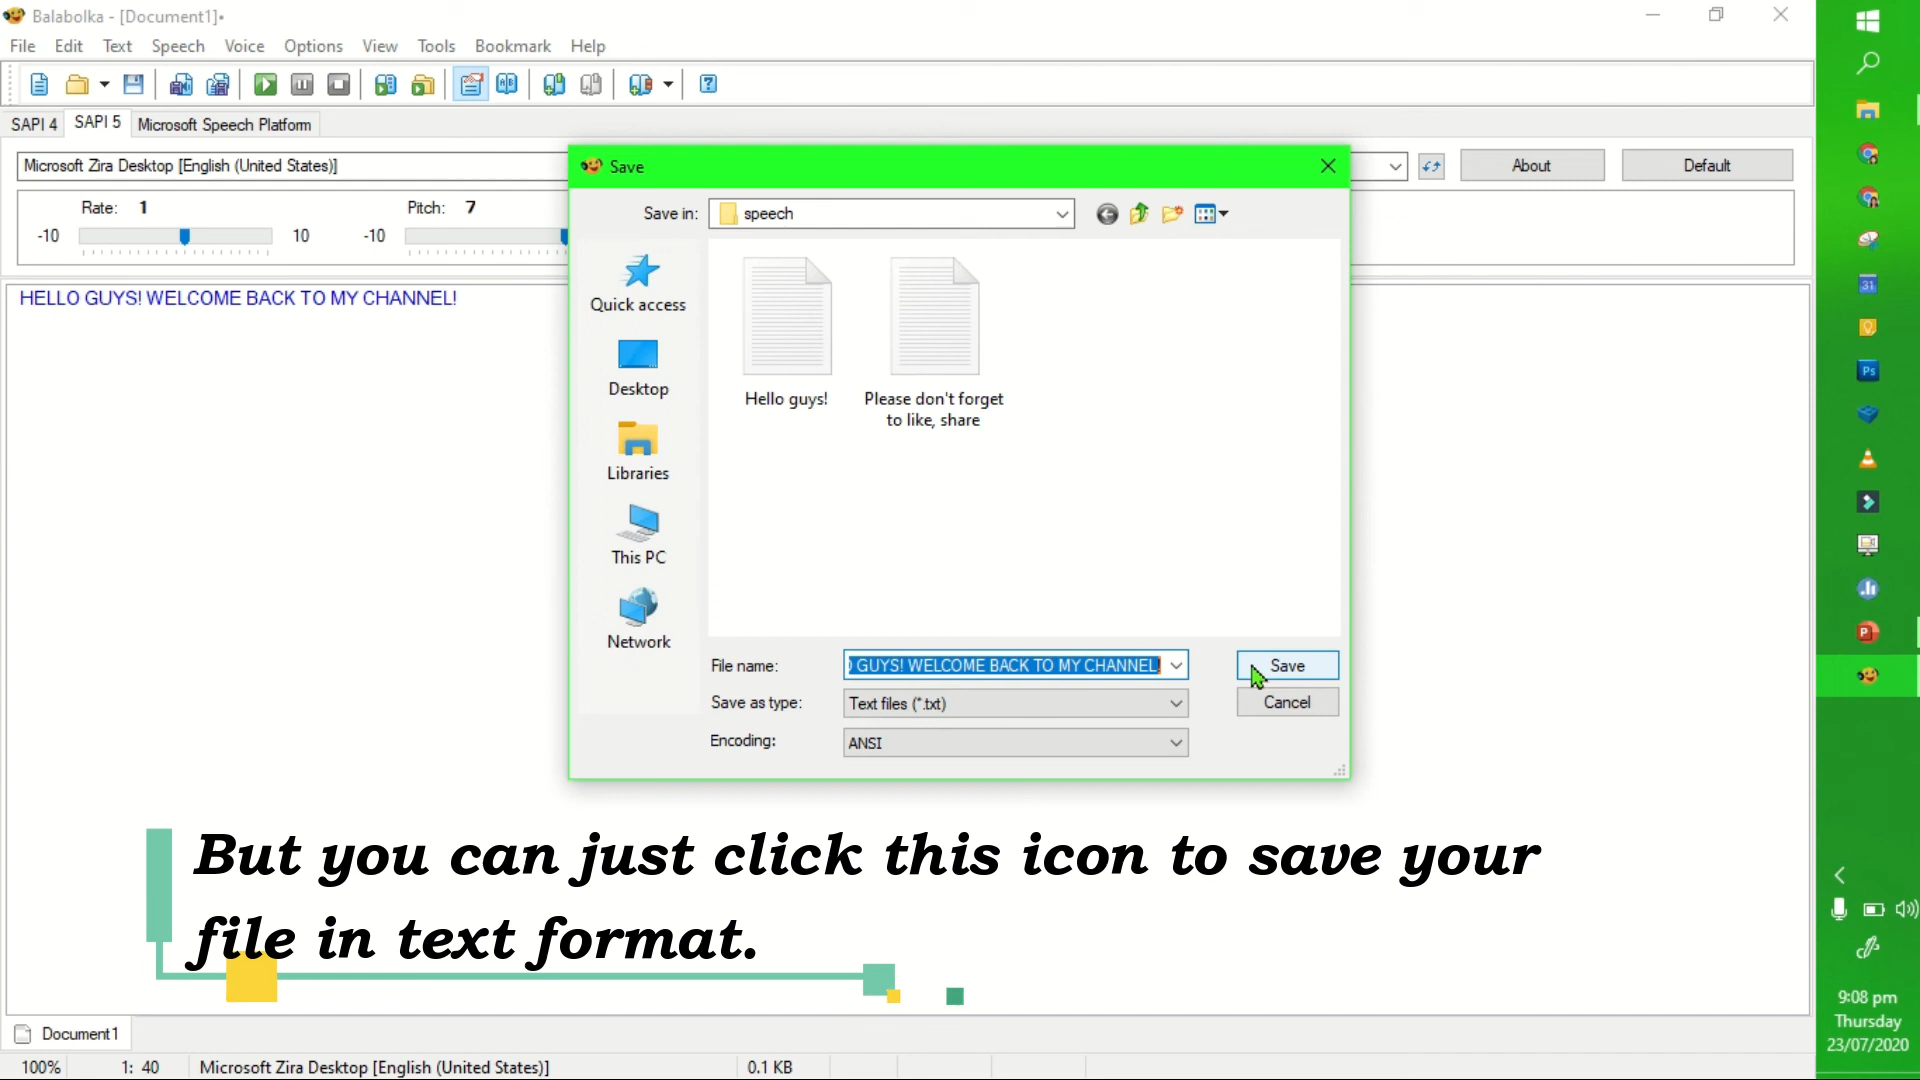 Balabolka - [Document1]•
File Edit Text Speech Voice Options View Tools Bookmark Help
SAPI 4 SAPI 5 Microsoft Speech Platform
Microsoft Zira Desktop [English (United States)]
About
Default
Rate: 1
Pitch: 7
-10
10
-10
HELLO GUYS! WELCOME BACK TO MY CHANNEL!
Save
Save in:
speech
Quick access
Desktop
Libraries
This PC
Network
Hello guys!
Please don't forget
to like, share
File name:
GUYS! WELCOME BACK TO MY CHANNEL!
Save
Save as type:
Text files (*.txt)
Cancel
Encoding:
ANSI
But you can just click this icon to save your
file in text format.
Document1
100%
1: 40
Microsoft Zira Desktop [English (United States)]
0.1 KB
31
Ps
P
9:08 pm
Thursday
23/07/2020